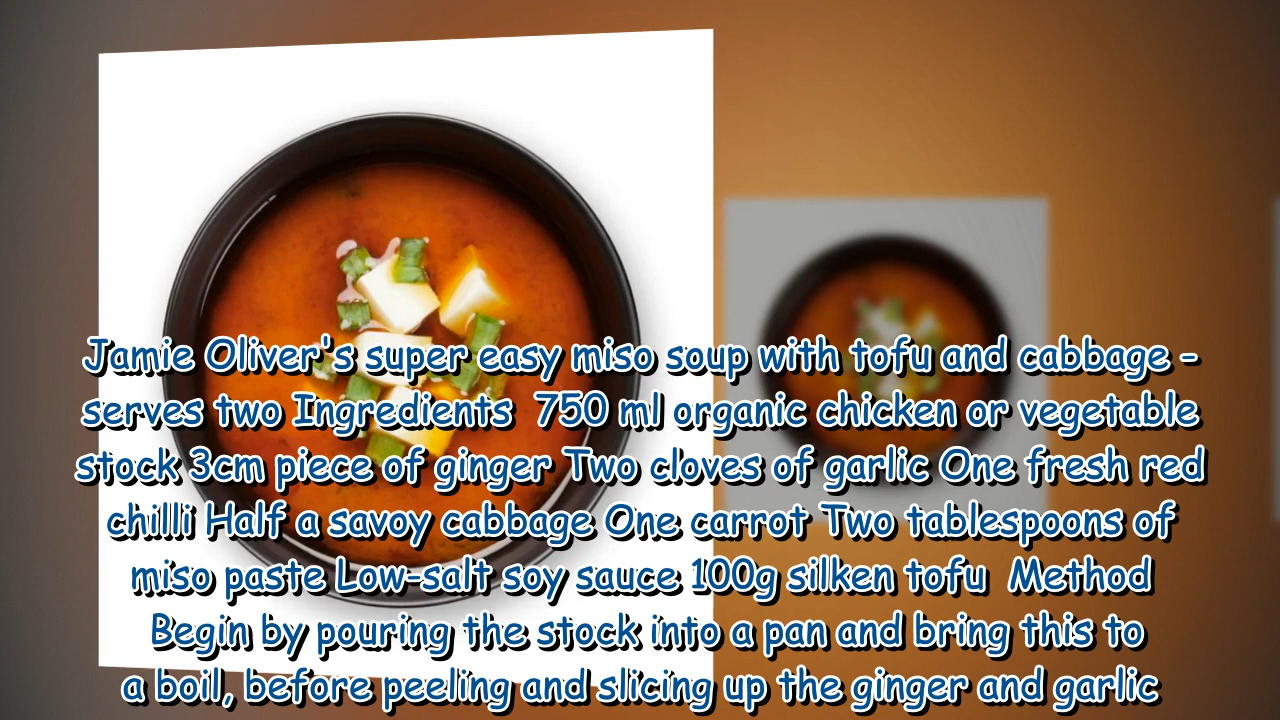 Jamie Oliver's super easy miso soup with tofu and cabbage -
serves two Ingredients  750 ml organic chicken or vegetable
stock 3cm piece of ginger Two cloves of garlic One fresh red
chilli Half a savoy cabbage One carrot Two tablespoons of
miso paste Low-salt soy sauce 100g silken tofu  Method
Begin by pouring the stock into a pan and bring this to
a boil, before peeling and slicing up the ginger and garlic